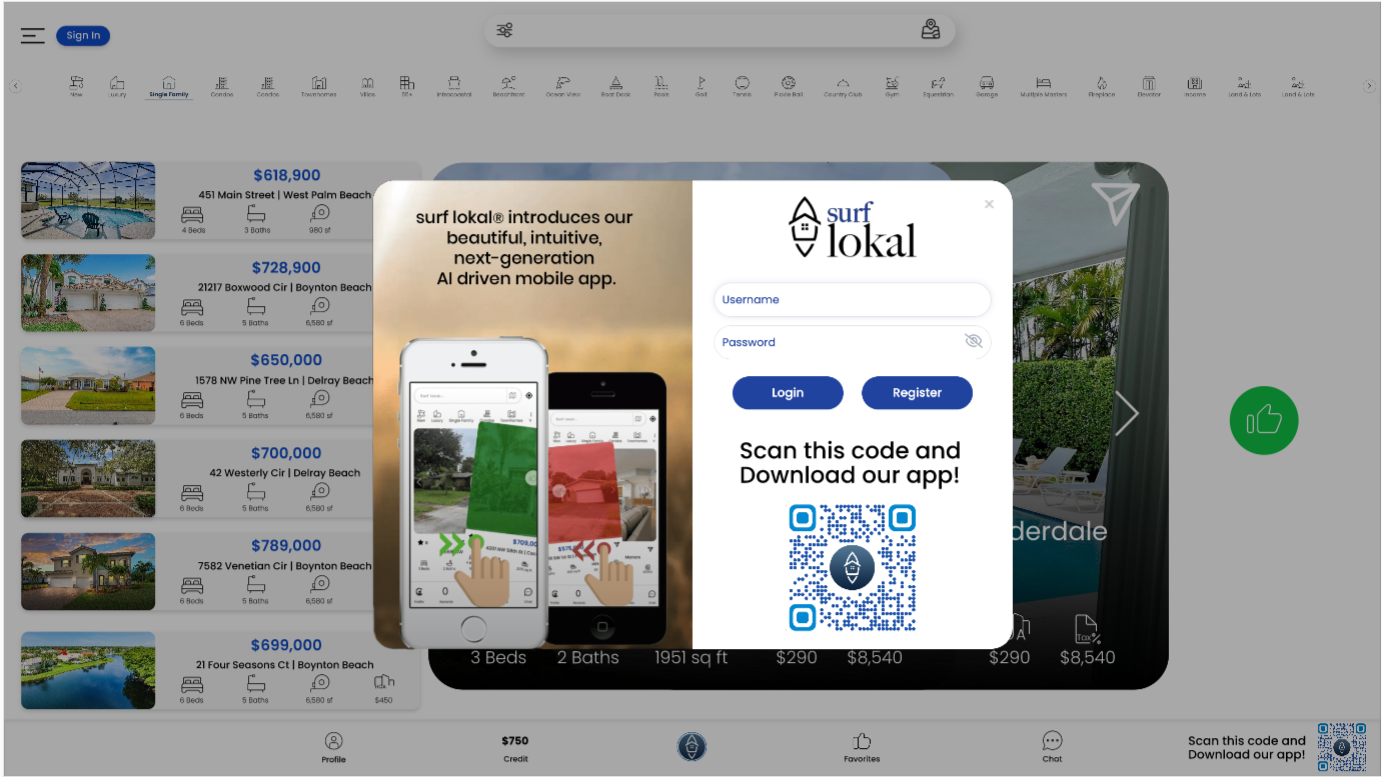 Sign In
New
Luxury
Single Family
Condos
Condos
Townhomes
Villas
55+
Intracoastal
Beachfront
Ocean View
Boat Dock
Pools
Golf
Tennis
Pickle Ball
Country Club
Gym
Equestrian
Garage
Multiple Masters
Fireplace
Elevator
Income
Land & Lots
Land & Lots
$618,900
451 Main Street | West Palm Beach
4 Beds
3 Baths
980 sf
$728,900
21217 Boxwood Cir | Boynton Beach
6 Beds
5 Baths
6,580 sf
$650,000
1578 NW Pine Tree Ln | Delray Beach
6 Beds
5 Baths
6,580 sf
$700,000
42 Westerly Cir | Delray Beach
6 Beds
5 Baths
6,580 sf
$789,000
7582 Venetian Cir | Boynton Beach
6 Beds
5 Baths
6,580 sf
$699,000
21 Four Seasons Ct | Boynton Beach
6 Beds
5 Baths
6,580 sf
$450
surf lokal® introduces our
beautiful, intuitive,
next-generation
AI driven mobile app.
surf
lokal
Username
Password
Login
Register
Scan this code and
Download our app!
derdale
Tax%
3 Beds
2 Baths
1951 sq ft
$290
$8,540
$290
$8,540
Profile
$750
Credit
Favorites
Chat
Scan this code and
Download our app!